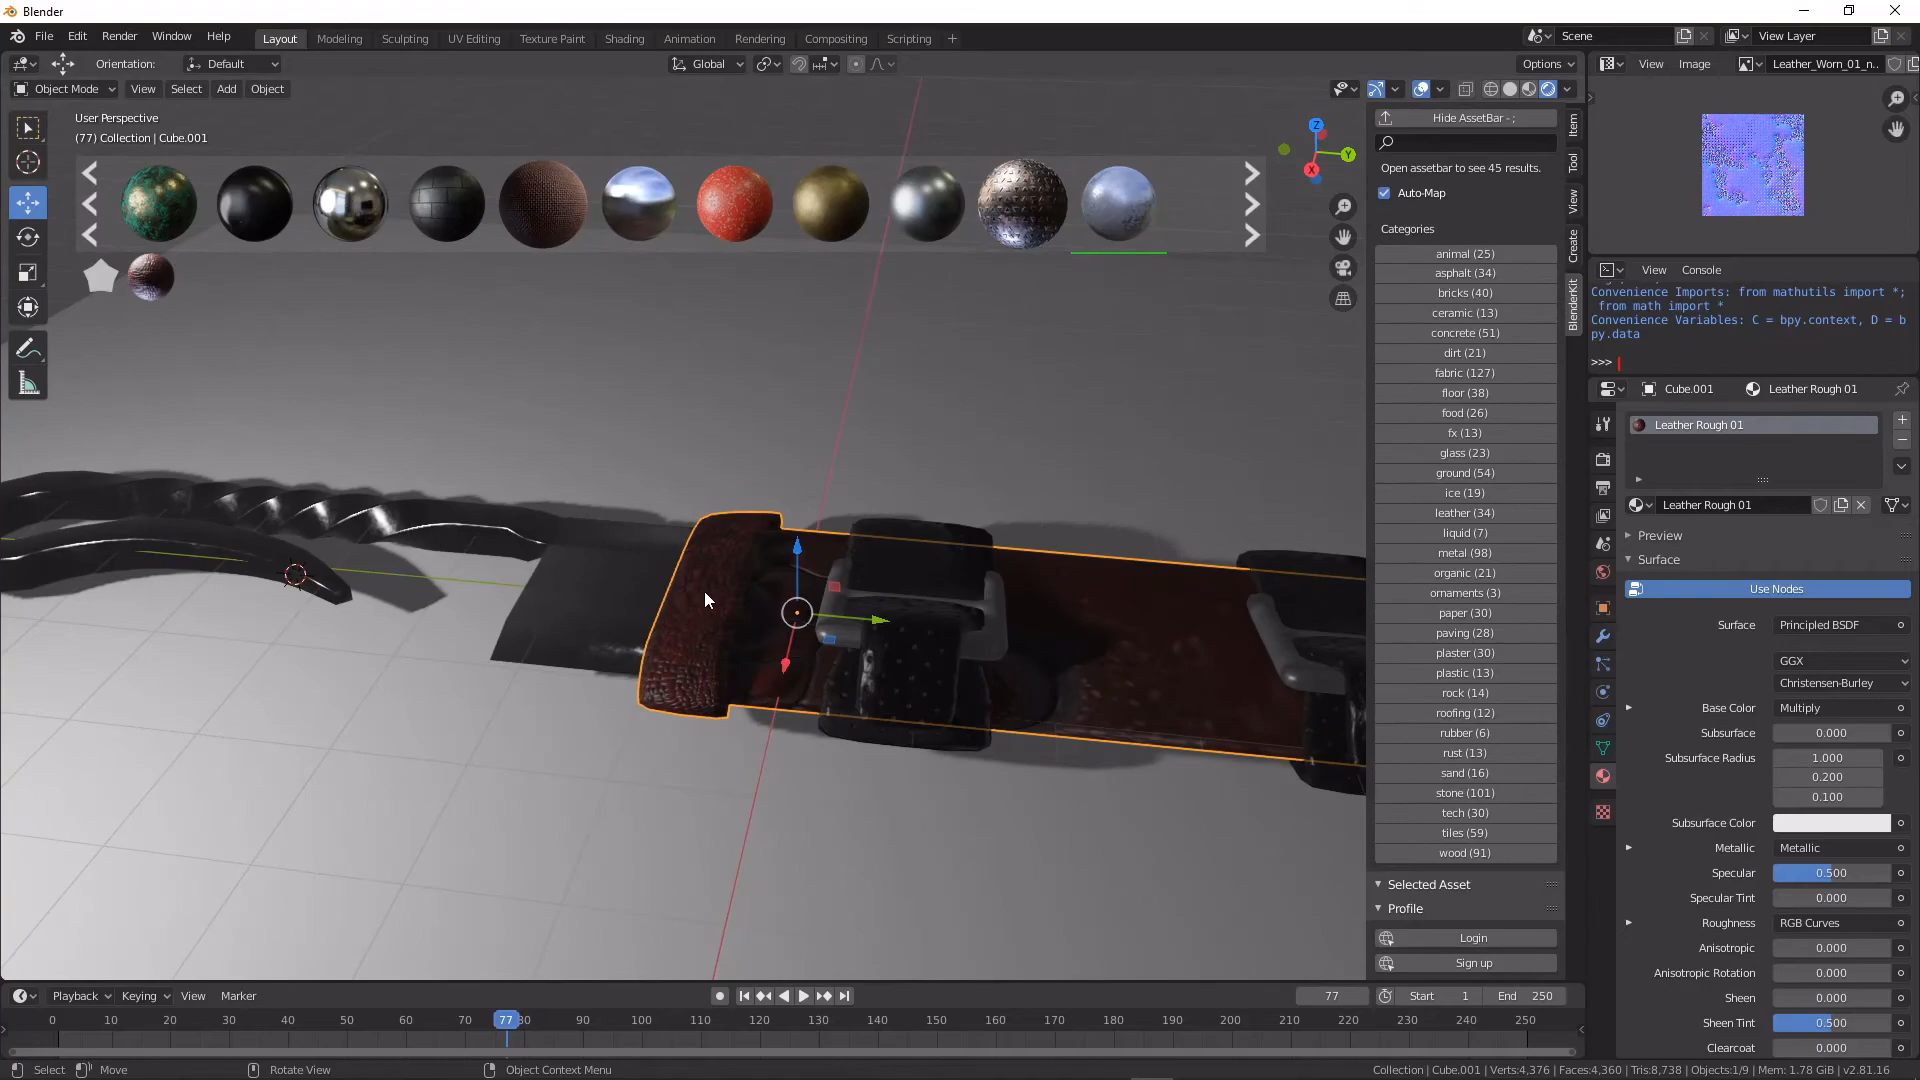 Blender
File Edit Render Window Help
Layout Modeling Sculpting UV Editing Texture Paint Shading Animation Rendering Compositing Scripting
Scene View Layer
Orientation: Default Global Options
View Image Leather_Worn_01_n..
Object Mode View Select Add Object
User Perspective
(77) Collection | Cube.001
Z
Y
X
Hide AssetBar - ;
Open assetbar to see 45 results.
Auto-Map
Categories
animal (25)
asphalt (34)
bricks (40)
ceramic (13)
concrete (51)
dirt (21)
fabric (127)
floor (38)
food (26)
fx (13)
glass (23)
ground (54)
ice (19)
leather (34)
liquid (7)
metal (98)
organic (21)
ornaments (3)
paper (30)
paving (28)
plaster (30)
plastic (13)
rock (14)
roofing (12)
rubber (6)
rust (13)
sand (16)
stone (101)
tech (30)
tiles (59)
wood (91)
Selected Asset
Profile
Login
Sign up
Item
Tool
View
Create
BlenderKit
View Console
Convenience Imports: from mathutils import *;
from math import *
Convenience Variables: C = bpy.context, D = b
py.data
>>>
Cube.001 Leather Rough 01
Leather Rough 01
Leather Rough 01
Preview
Surface
Use Nodes
Surface Principled BSDF
GGX
Christensen-Burley
Base Color Multiply
Subsurface 0.000
Subsurface Radius 1.000
0.200
0.100
Subsurface Color
Metallic Metallic
Specular 0.500
Specular Tint 0.000
Roughness RGB Curves
Anisotropic 0.000
Anisotropic Rotation 0.000
Sheen 0.000
Sheen Tint 0.500
Clearcoat 0.000
Playback Keying View Marker 77 Start 1 End 250
0 10 20 30 40 50 60 70 77 80 90 100 110 120 130 140 150 160 170 180 190 200 210 220 230 240 250
Select Move Rotate View Object Context Menu Collection | Cube.001 | Verts:4,376 | Faces:4,360 | Tris:8,738 | Objects:1/9 | Mem: 1.78 GiB | v2.81.16